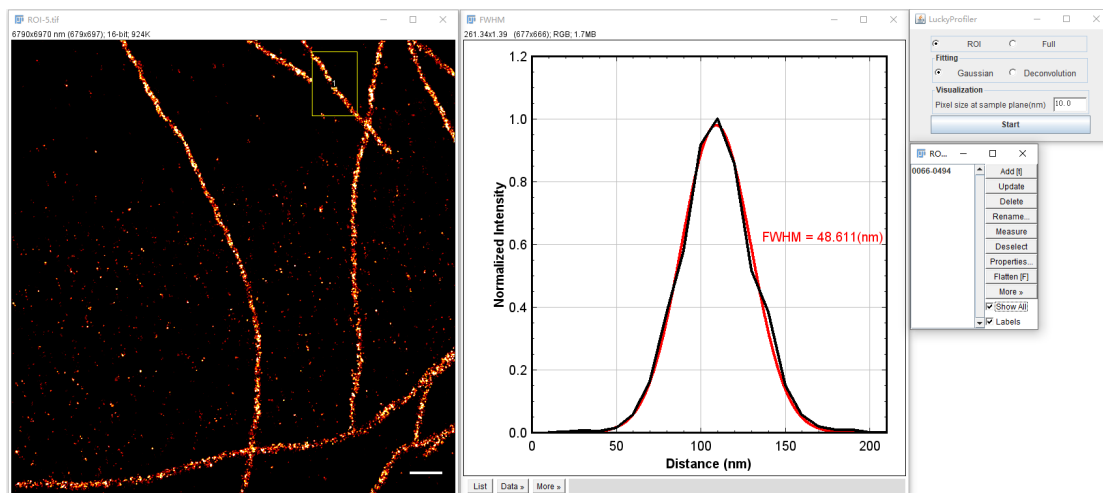 ROI-5.tif
6790x6970 nm (679x697); 16-bit; 924K
FWHM
261.34x1.39 (677x666); RGB; 1.7MB
1.2
1.0
0.8
0.6
0.4
0.2
0.0
Normalized Intensity
FWHM = 48.611(nm)
0
50
100
150
200
Distance (nm)
List
Data »
More »
LuckyProfiler
ROI
Full
Fitting
Gaussian
Deconvolution
Visualization
Pixel size at sample plane(nm)
10.0
Start
RO...
0066-0494
Add [t]
Update
Delete
Rename...
Measure
Deselect
Properties...
Flatten [F]
More »
Show All
Labels